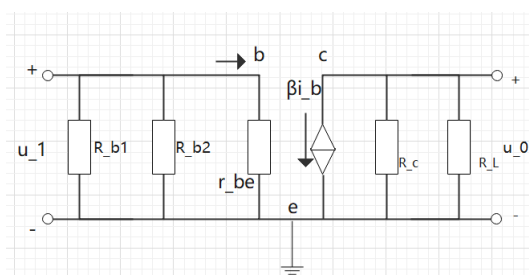 b
c
+
+
βi_b
u_1
R_b1
R_b2
r_be
R_c
R_L
u_0
e
-
-